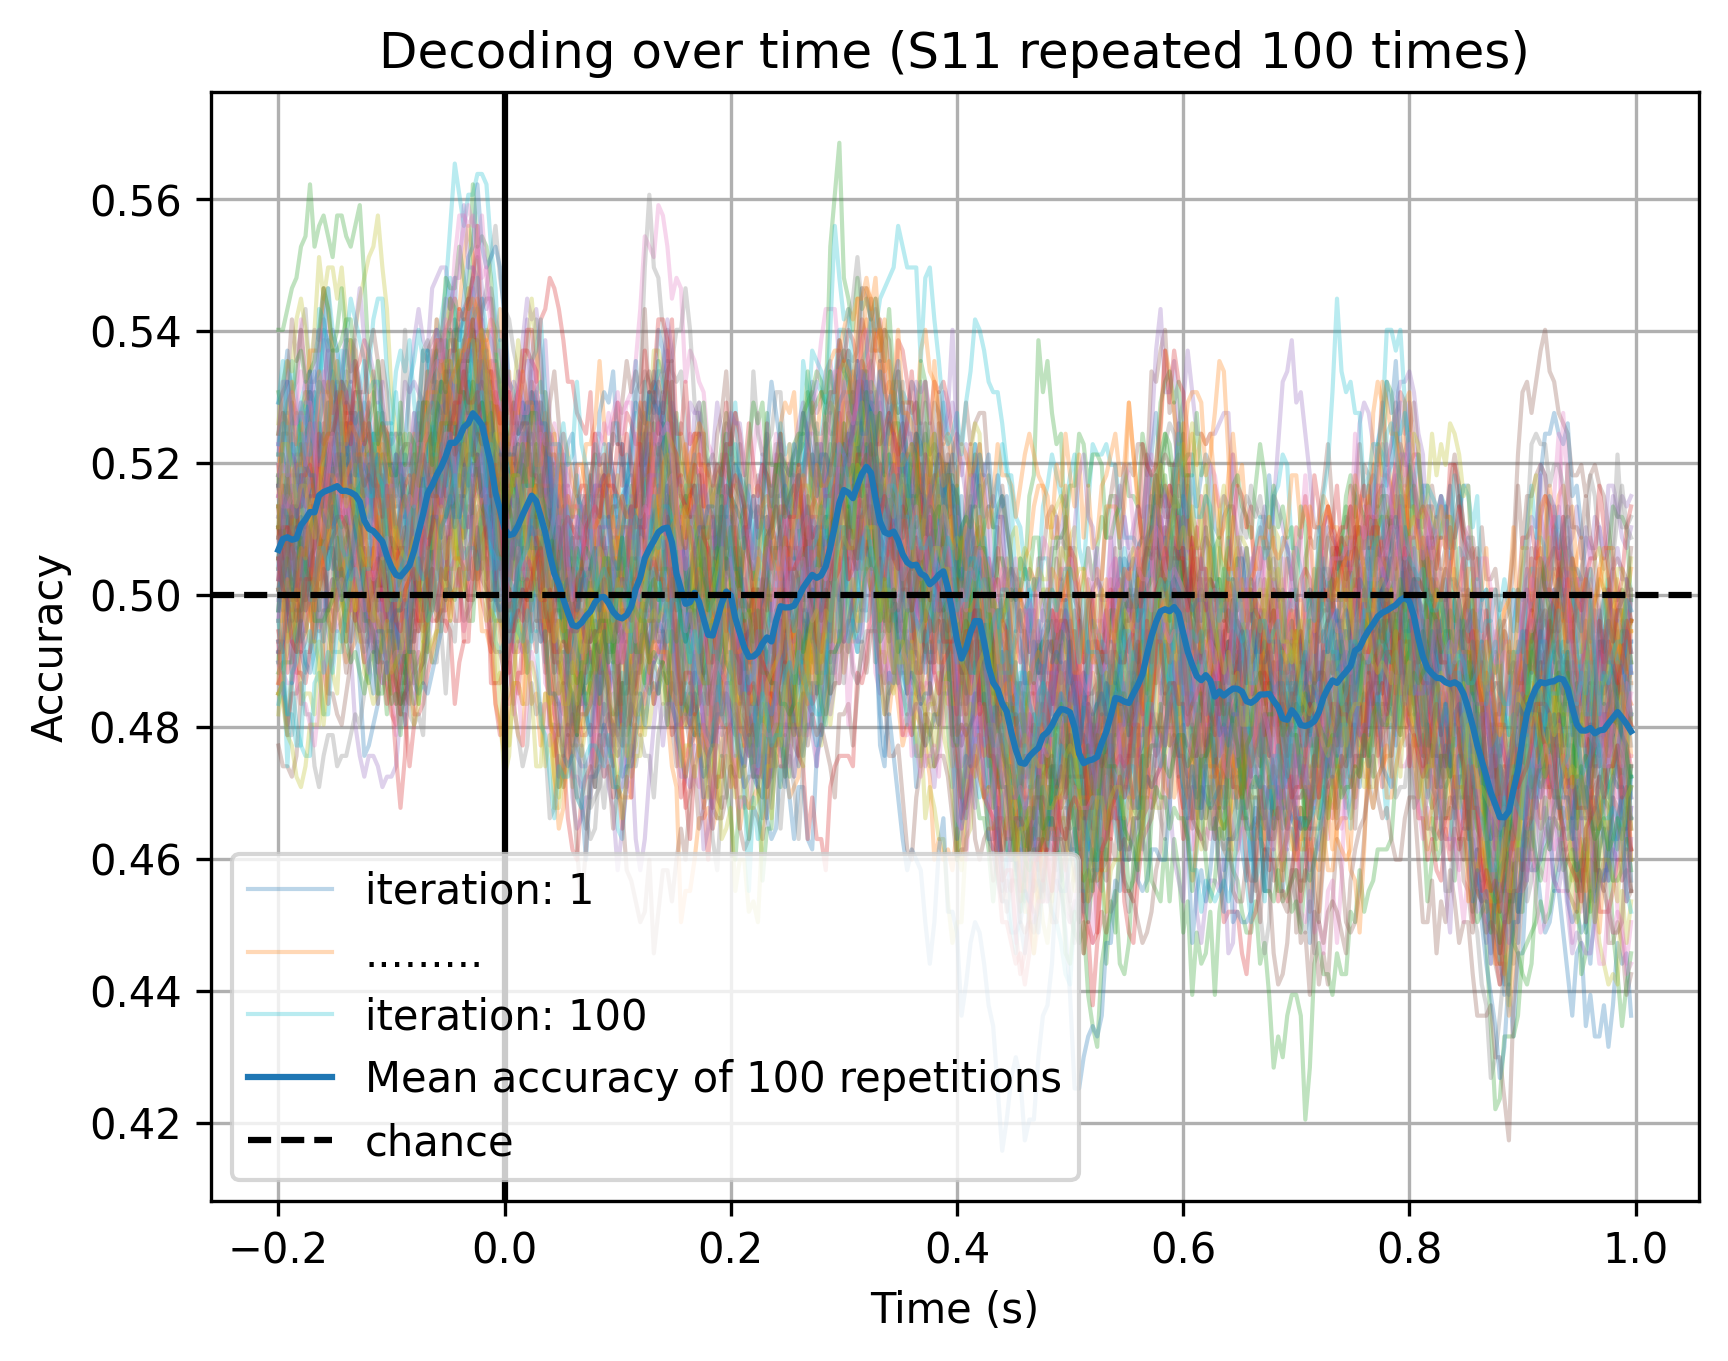 Decoding over time (S11 repeated 100 times)
Accuracy
0.56
0.54
0.52
0.50
0.48
0.46
0.44
0.42
iteration: 1
.........
iteration: 100
Mean accuracy of 100 repetitions
chance
−0.2 0.0 0.2 0.4 0.6 0.8 1.0
Time (s)